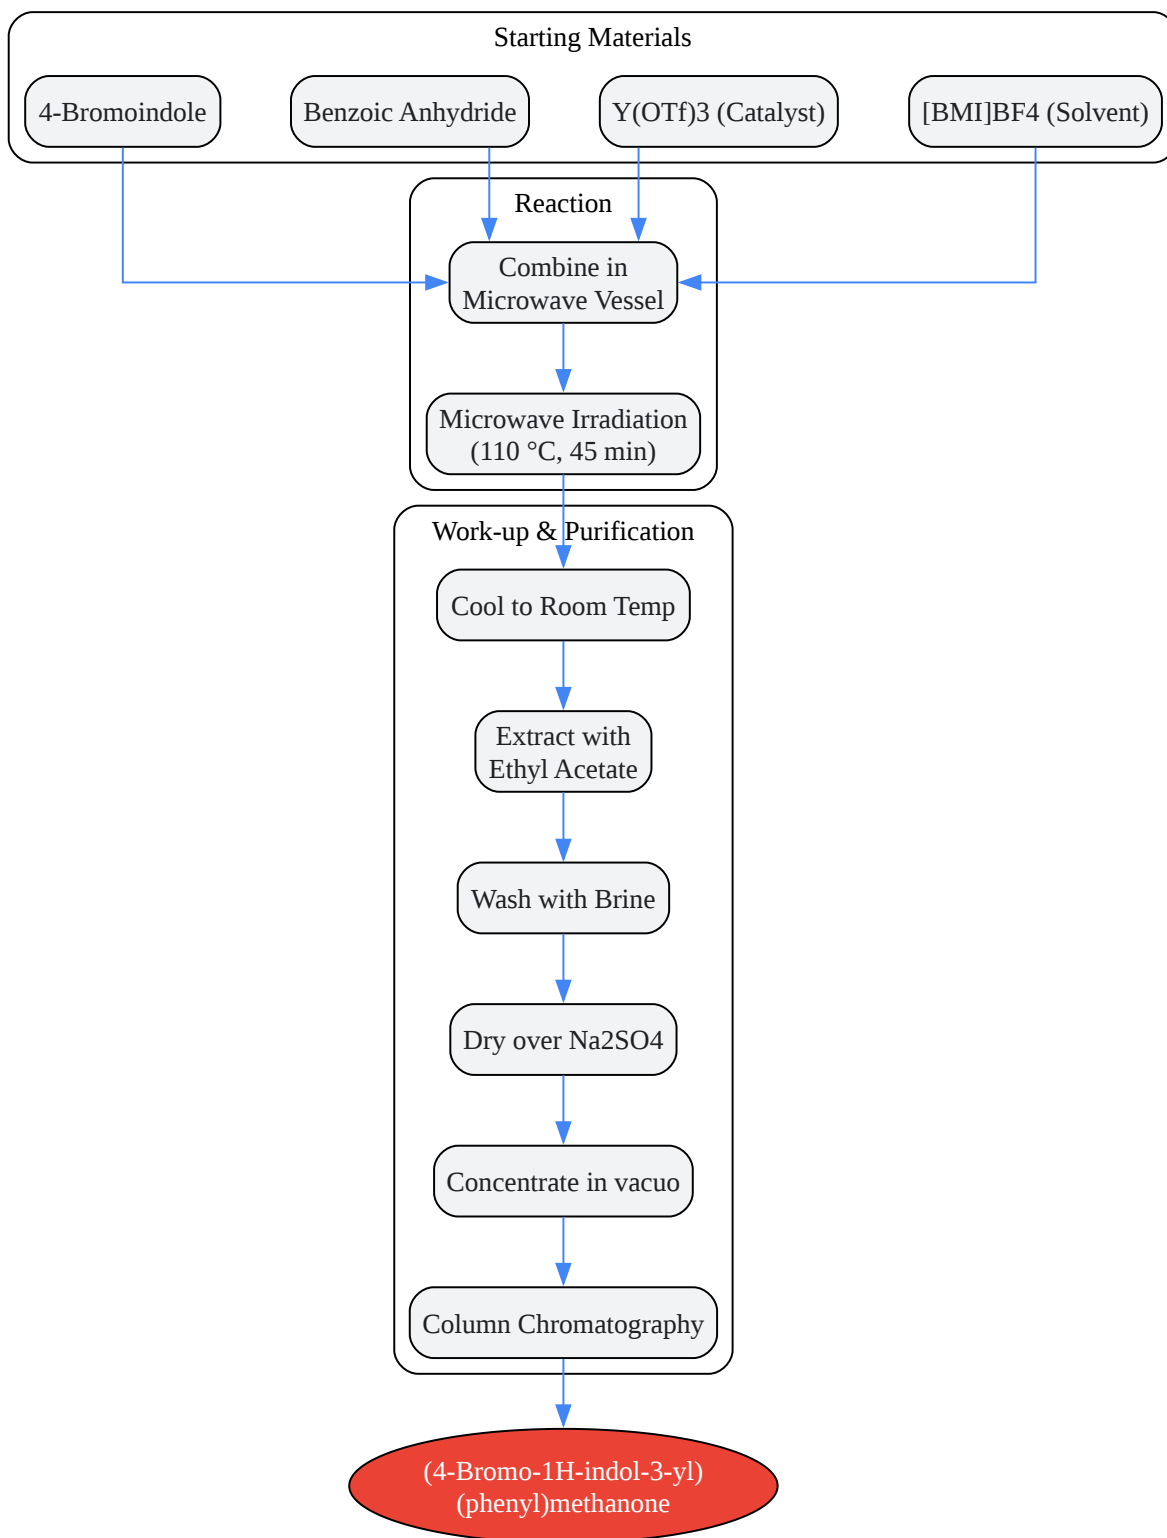 Starting Materials
4-Bromoindole
Benzoic Anhydride
Y(OTf)3 (Catalyst)
[BMI]BF4 (Solvent)
Reaction
Combine in
Microwave Vessel
Microwave Irradiation
(110 °C, 45 min)
Work-up & Purification
Cool to Room Temp
Extract with
Ethyl Acetate
Wash with Brine
Dry over Na2SO4
Concentrate in vacuo
Column Chromatography
(4-Bromo-1H-indol-3-yl)
(phenyl)methanone